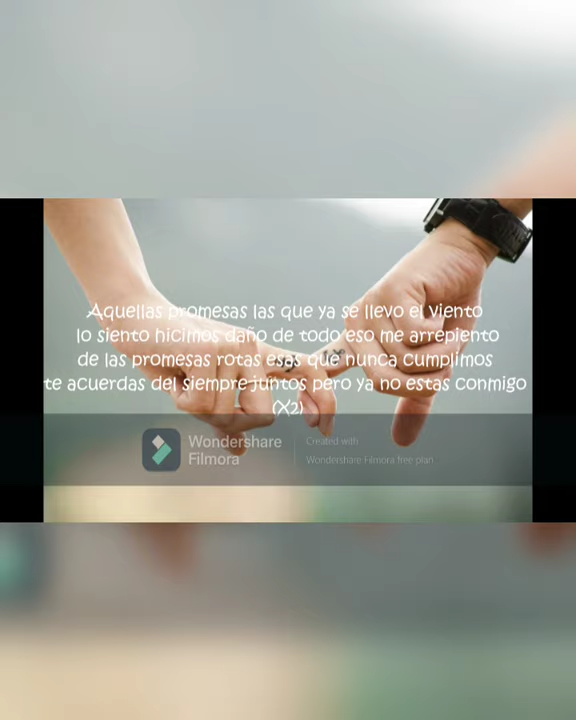 Aquellas promesas las que ya se llevo el viento
lo siento hicimos daño de todo eso me arrepiento
de las promesas rotas esas que nunca cumplimos
te acuerdas del siempre juntos pero ya no estas conmigo
(X2)
Wondershare
Filmora
Created with
Wondershare Filmora free plan